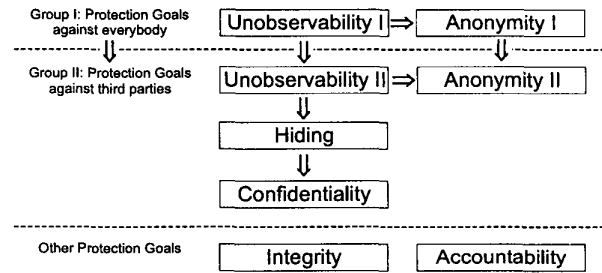 Group I: Protection Goals
against everybody
Unobservability I ⇒ Anonymity I
Group II: Protection Goals
against third parties
Unobservability II ⇒ Anonymity II
Hiding
Confidentiality
Other Protection Goals
Integrity
Accountability